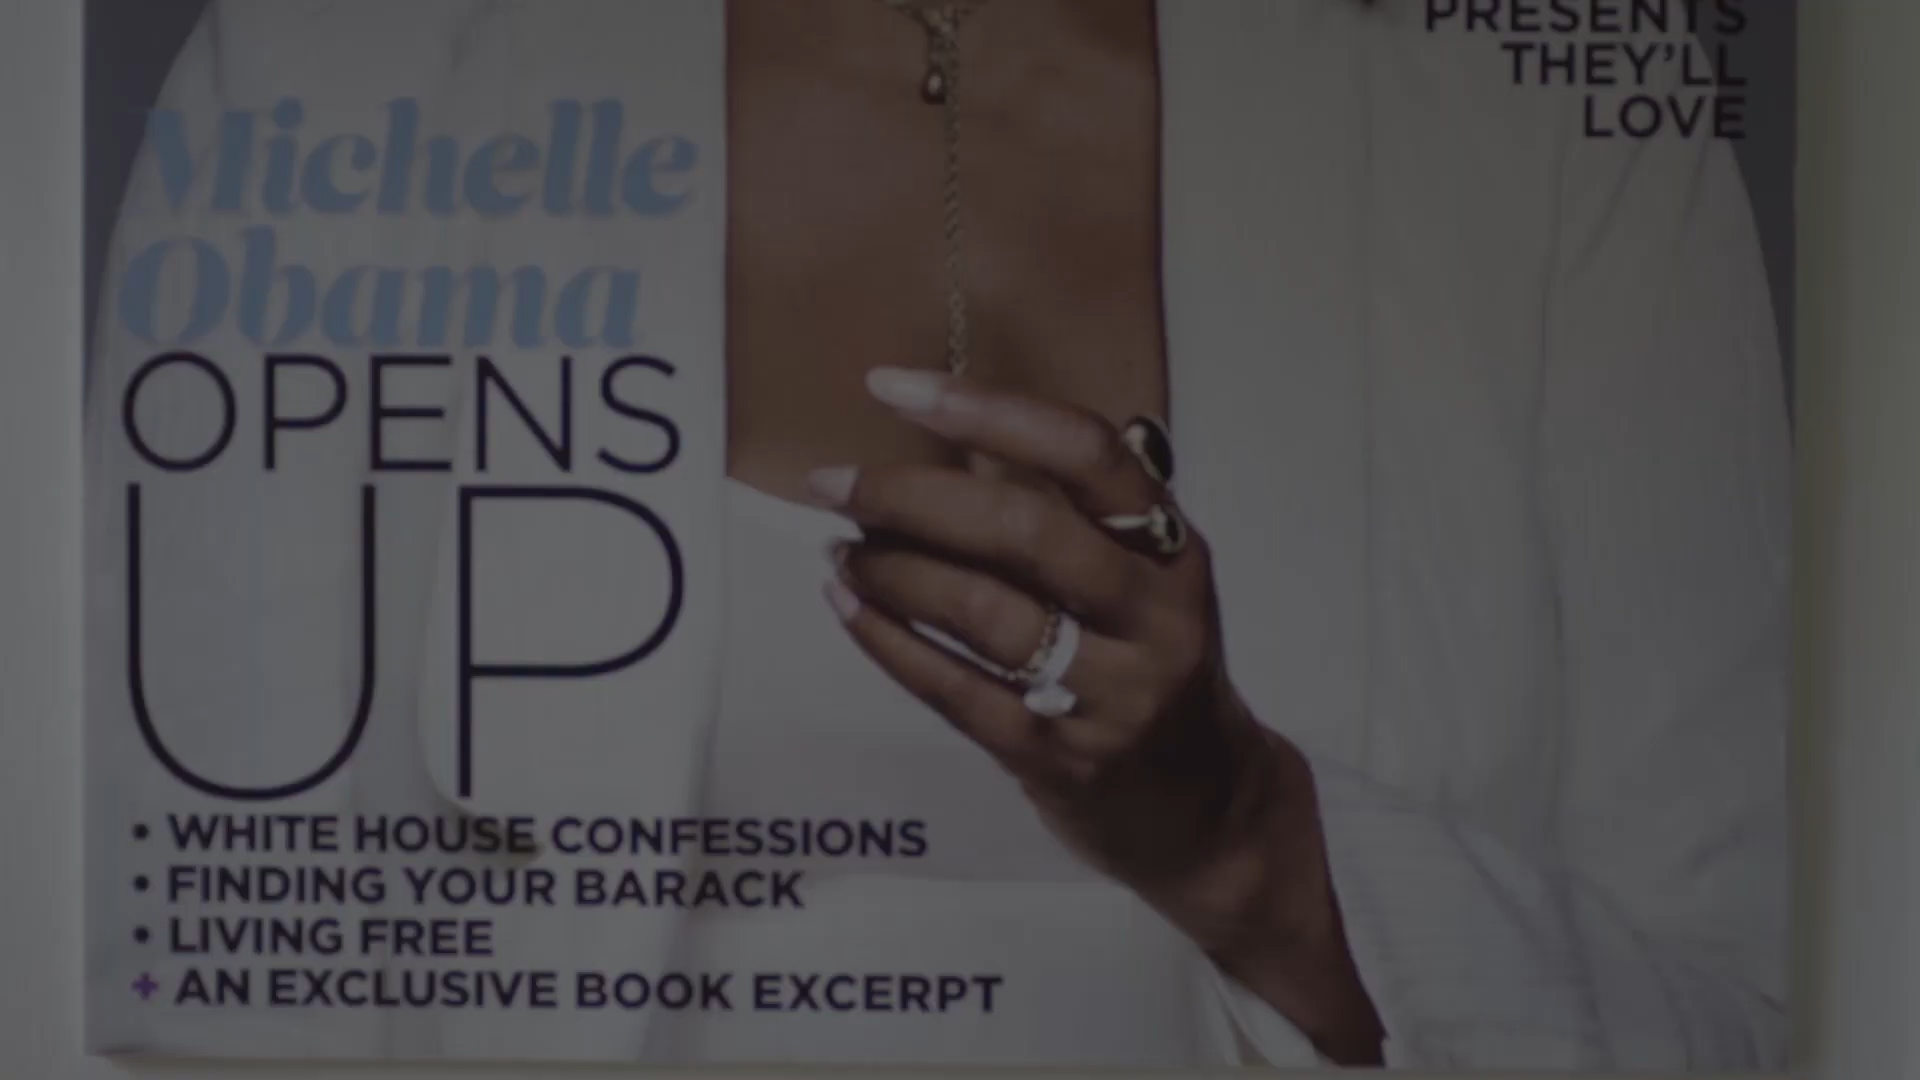 PRESENTS
THEY'LL
LOVE
Michelle
Obama
OPENS
UP
• WHITE HOUSE CONFESSIONS
• FINDING YOUR BARACK
• LIVING FREE
+ AN EXCLUSIVE BOOK EXCERPT